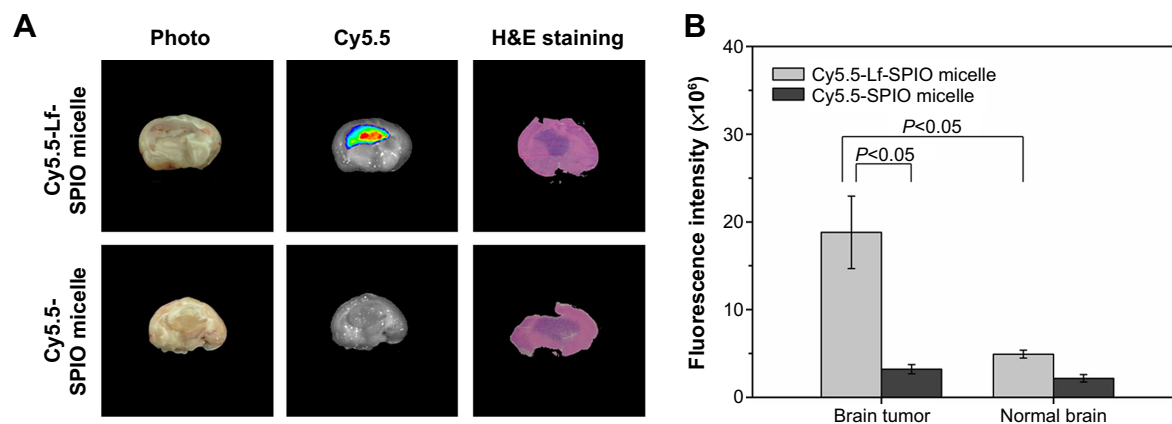 A
Photo
Cy5.5
H&E staining
Cy5.5-Lf-
SPIO micelle
Cy5.5-
SPIO micelle
B
Fluorescence intensity (×10⁶)
40
30
20
10
0
Cy5.5-Lf-SPIO micelle
Cy5.5-SPIO micelle
P<0.05
P<0.05
Brain tumor
Normal brain